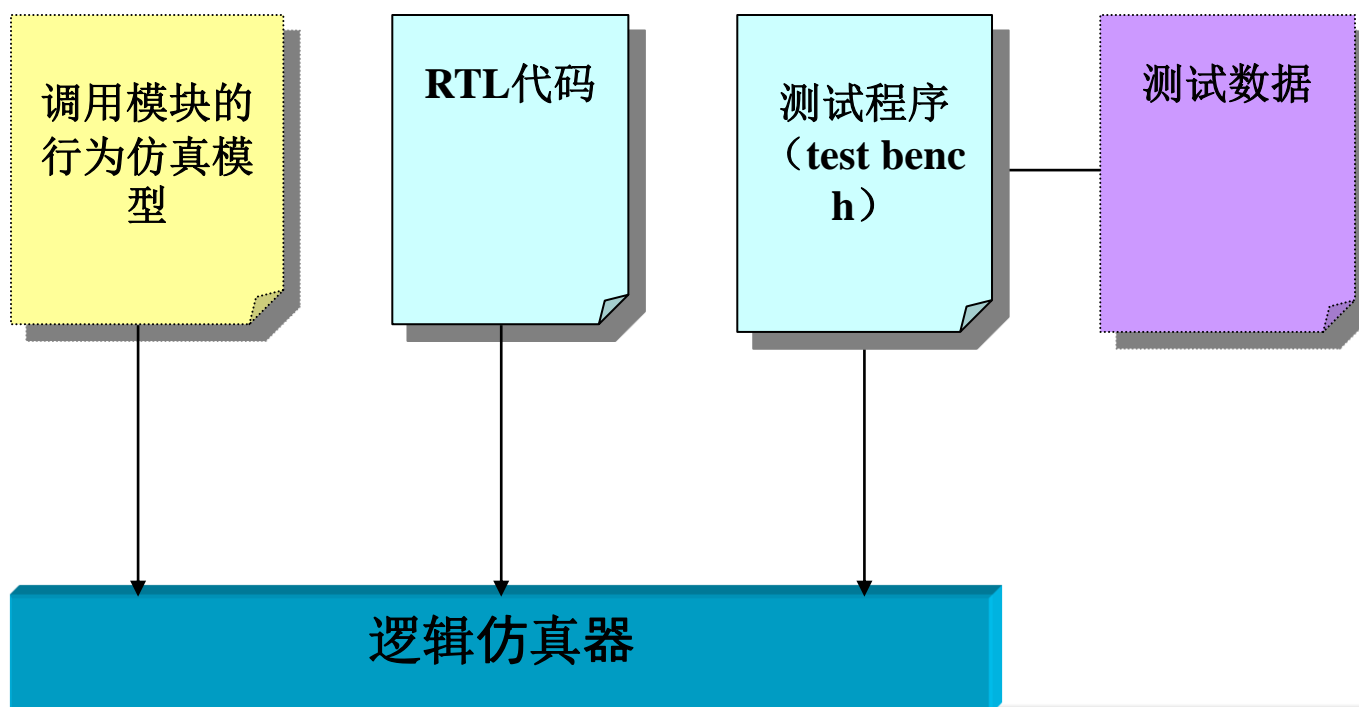 调用模块的
行为仿真模
型
RTL代码
测试程序
（test benc
h）
测试数据
逻辑仿真器